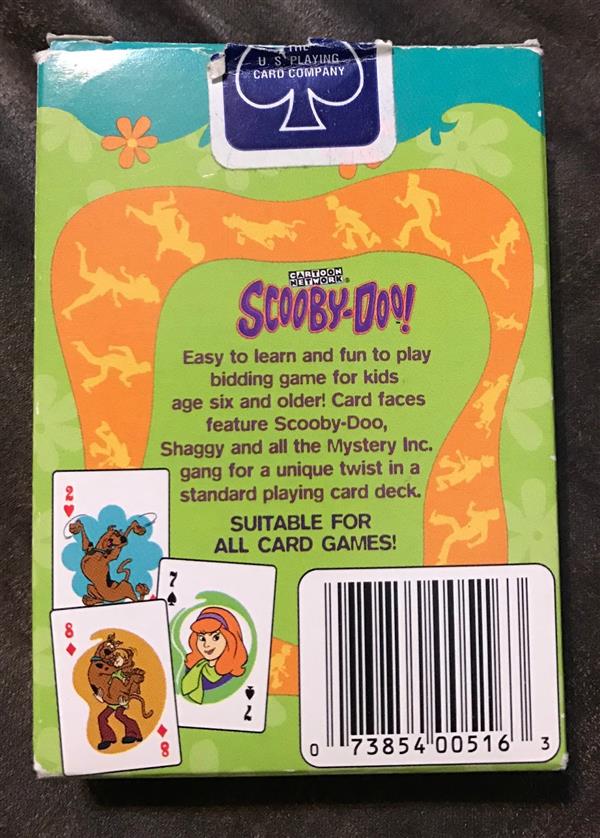 THE
U.S. PLAYING
CARD COMPANY
CARTOON
NETWORK
SCOOBY-DOO!
Easy to learn and fun to play
bidding game for kids
age six and older! Card faces
feature Scooby-Doo,
Shaggy and all the Mystery Inc.
gang for a unique twist in a
standard playing card deck.
SUITABLE FOR
ALL CARD GAMES!
2
7
8
8
7
0 73854 00516 3